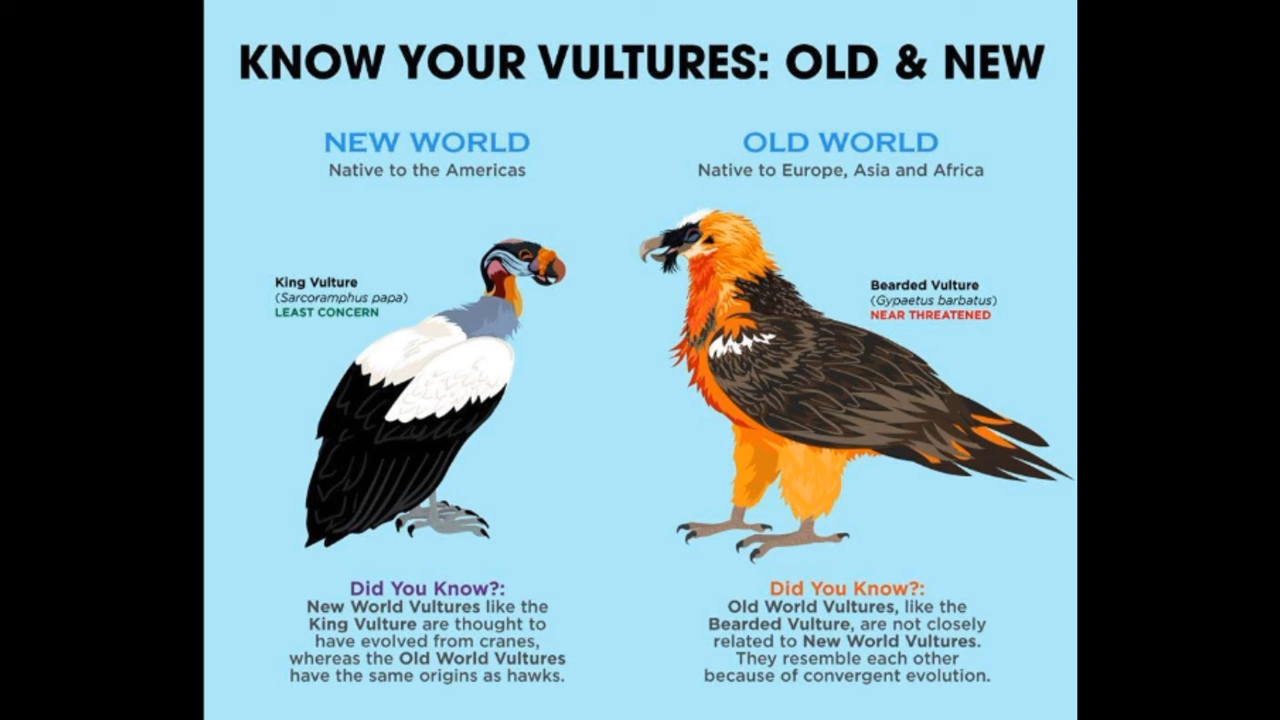 KNOW YOUR VULTURES: OLD & NEW
NEW WORLD
Native to the Americas
King Vulture
(Sarcoramphus papa)
LEAST CONCERN
Did You Know?:
New World Vultures like the
King Vulture are thought to
have evolved from cranes,
whereas the Old World Vultures
have the same origins as hawks.
OLD WORLD
Native to Europe, Asia and Africa
Bearded Vulture
(Gypaetus barbatus)
NEAR THREATENED
Did You Know?:
Old World Vultures, like the
Bearded Vulture, are not closely
related to New World Vultures.
They resemble each other
because of convergent evolution.